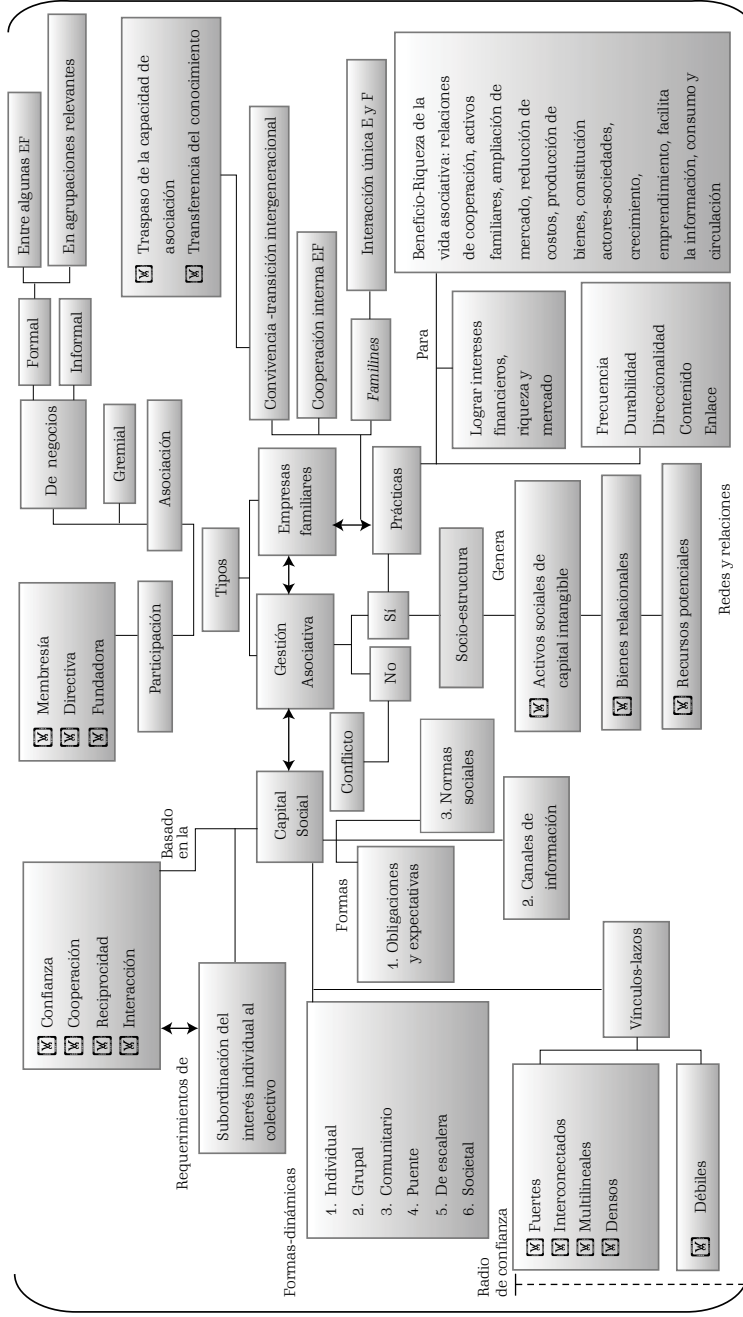 Confianza
Cooperación
Reciprocidad
Interacción
Basado
en la
Requerimientos de
Subordinación del
interés individual al
colectivo
Formas-dinámicas
1. Individual
2. Grupal
3. Comunitario
4. Puente
5. De escalera
6. Societal
Radio
de confianza
Fuertes
Interconectados
Multilineales
Densos
Débiles
Vínculos-lazos
Capital
Social
Formas
1. Obligaciones
y expectativas
2. Canales de
información
3. Normas
sociales
Membresía
Directiva
Fundadora
Participación
Asociación
Gremial
De negocios
Formal
Informal
Entre algunas EF
En agrupaciones relevantes
Tipos
Gestión
Asociativa
Empresas
familiares
Conflicto
No
Sí
Prácticas
Socio-estructura
Genera
Activos sociales de
capital intangible
Bienes relacionales
Recursos potenciales
Redes y relaciones
Traspaso de la capacidad de
asociación
Transferencia del conocimiento
Convivencia -transición intergeneracional
Cooperación interna EF
Familines
Interacción única E y F
Para
Lograr intereses
financieros,
riqueza y
mercado
Beneficio-Riqueza de la
vida asociativa: relaciones
de cooperación, activos
familiares, ampliación de
mercado, reducción de
costos, producción de
bienes, constitución
actores-sociedades,
crecimiento,
emprendimiento, facilita
la información, consumo y
circulación
Frecuencia
Durabilidad
Direccionalidad
Contenido
Enlace